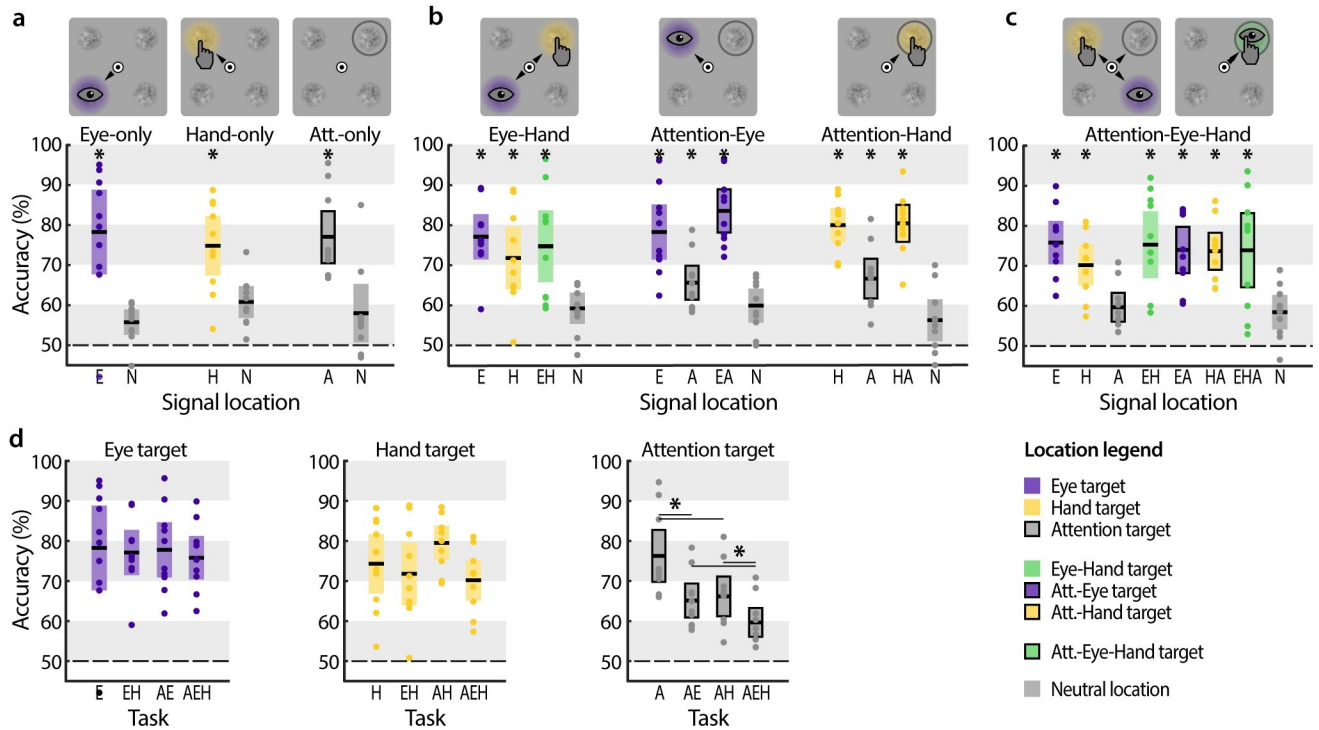 a
b
c
Eye-only
Hand-only
Att.-only
Eye-Hand
Attention-Eye
Attention-Hand
Attention-Eye-Hand
Accuracy (%)
100
90
80
70
60
50
* * *
E N H N A N
Signal location
100
90
80
70
60
50
* * * * * * * * *
E H EH N E A EA N H A HA N
Signal location
100
90
80
70
60
50
* * * * * *
E H A EH EA HA EHA N
Signal location
d
Eye target
Accuracy (%)
100
90
80
70
60
50
E EH AE AEH
Task
Hand target
100
90
80
70
60
50
H EH AH AEH
Task
Attention target
100
90
80
70
60
50
* *
A AE AH AEH
Task
Location legend
Eye target
Hand target
Attention target
Eye-Hand target
Att.-Eye target
Att.-Hand target
Att.-Eye-Hand target
Neutral location